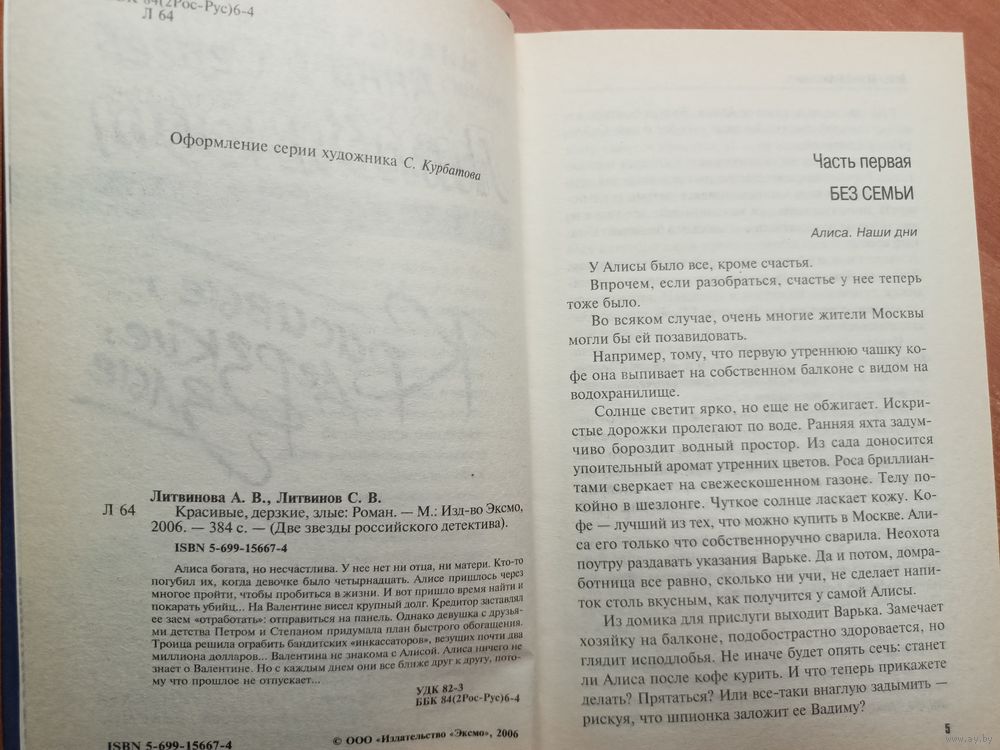 ББК 84(2Рос-Рус)6-4
Л 64
Оформление серии художника С. Курбатова
Литвинова А. В., Литвинов С. В.
Л 64 Красивые, дерзкие, злые: Роман. — М.: Изд-во Эксмо,
2006. — 384 с. — (Две звезды российского детектива).
ISBN 5-699-15667-4
Алиса богата, но несчастлива. У нее нет ни отца, ни матери. Кто-то
погубил их, когда девочке было четырнадцать. Алисе пришлось через
многое пройти, чтобы пробиться в жизни. И вот пришло время найти и
покарать убийц... На Валентине висел крупный долг. Кредитор заставлял
ее заем «отработать»: отправиться на панель. Однако девушка с друзья-
ми детства Петром и Степаном придумала план быстрого обогащения.
Троица решила ограбить бандитских «инкассаторов», везущих почти два
миллиона долларов... Валентина не знакома с Алисой. Алиса ничего не
знает о Валентине. Но с каждым днем они все ближе друг к другу, пото-
му что прошлое не отпускает...
УДК 82-3
ББК 84(2Рос-Рус)6-4
ISBN 5-699-15667-4
© ООО «Издательство «Эксмо», 2006
Часть первая
БЕЗ СЕМЬИ
Алиса. Наши дни
У Алисы было все, кроме счастья.
Впрочем, если разобраться, счастье у нее теперь
тоже было.
Во всяком случае, очень многие жители Москвы
могли бы ей позавидовать.
Например, тому, что первую утреннюю чашку ко-
фе она выпивает на собственном балконе с видом на
водохранилище.
Солнце светит ярко, но еще не обжигает. Искри-
стые дорожки пролегают по воде. Ранняя яхта задум-
чиво бороздит водный простор. Из сада доносится
упоительный аромат утренних цветов. Роса бриллиан-
тами сверкает на свежескошенном газоне. Телу по-
койно в шезлонге. Чуткое солнце ласкает кожу. Ко-
фе — лучший из тех, что можно купить в Москве. Али-
са его только что собственноручно сварила. Неохота
поутру раздавать указания Варьке. Да и потом, домра-
ботница все равно, сколько ни учи, не сделает напи-
ток столь вкусным, как получится у самой Алисы.
Из домика для прислуги выходит Варька. Замечает
хозяйку на балконе, подобострастно здоровается, но
глядит исподлобья. Не иначе будет опять сечь: станет
ли Алиса после кофе курить. И что теперь прикажете
делать? Прятаться? Или все-таки внаглую задымить —
рискуя, что шпионка заложит ее Вадиму?
5
www.ay.by